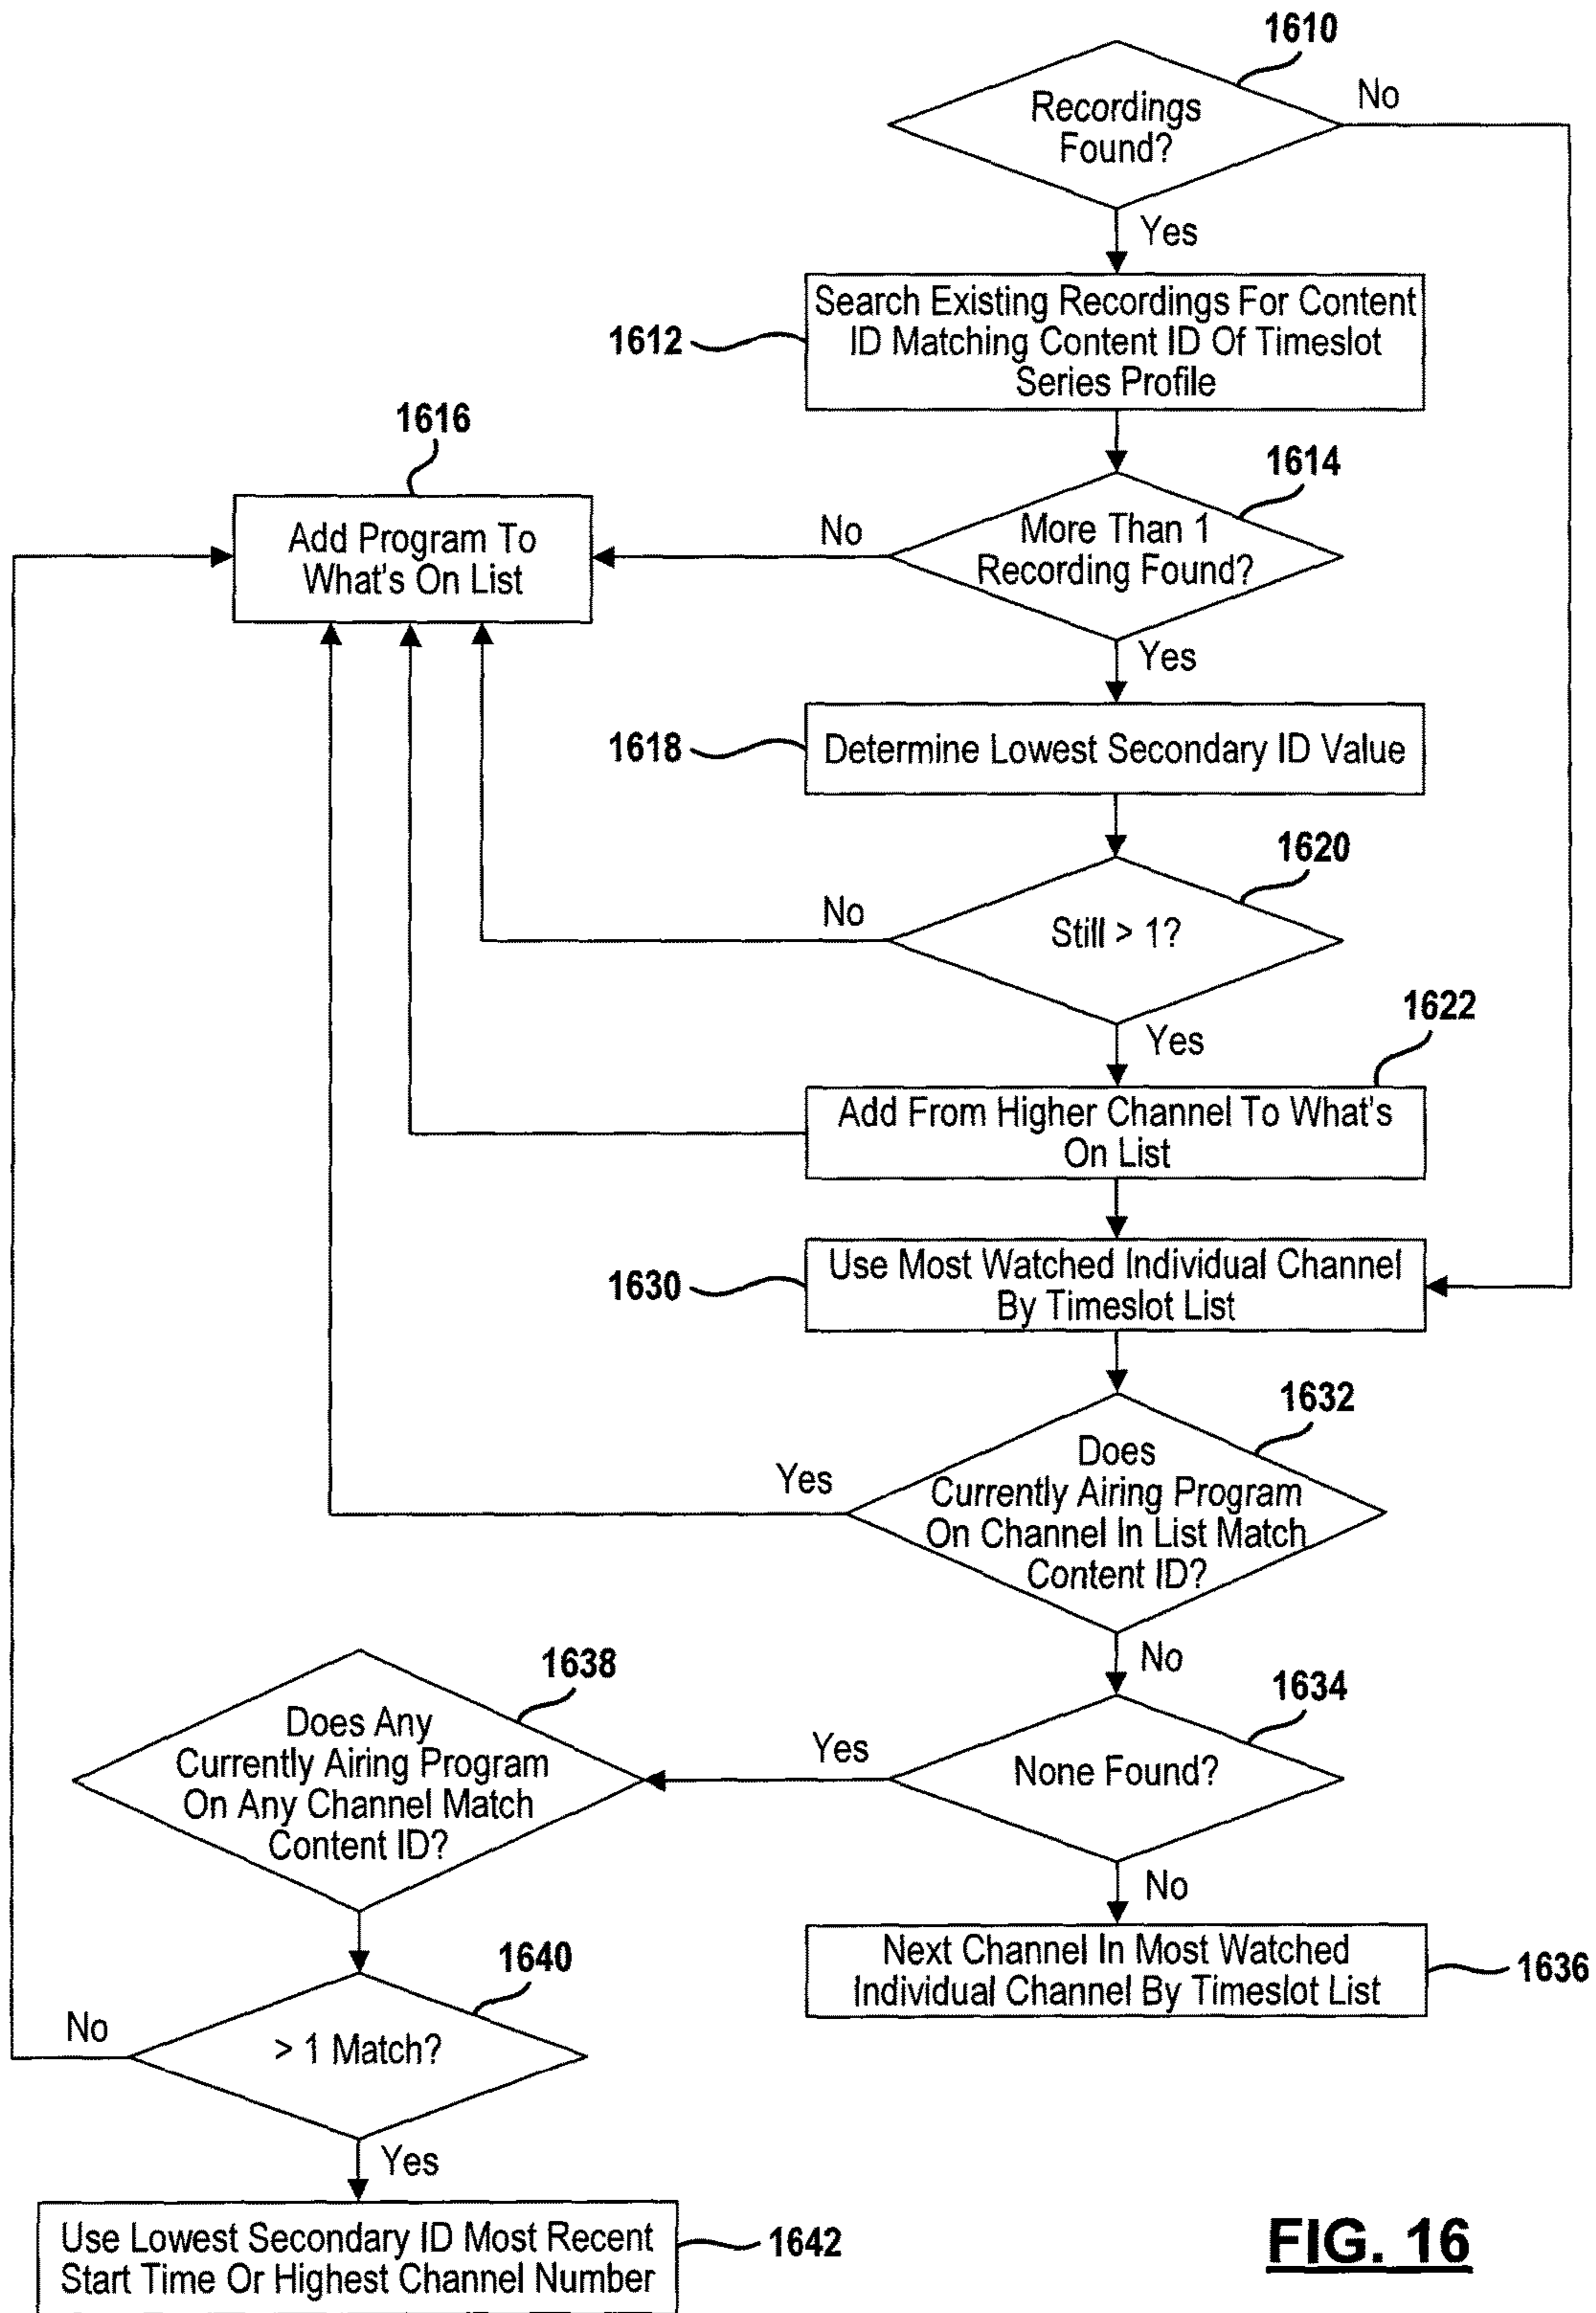 1610
Recordings
Found?
No
Yes
1612
Search Existing Recordings For Content
ID Matching Content ID Of Timeslot
Series Profile
1616
Add Program To
What's On List
1614
No
More Than 1
Recording Found?
Yes
1618
Determine Lowest Secondary ID Value
1620
No
Still > 1?
Yes
1622
Add From Higher Channel To What's
On List
1630
Use Most Watched Individual Channel
By Timeslot List
1632
Yes
Does
Currently Airing Program
On Channel In List Match
Content ID?
No
1638
Does Any
Currently Airing Program
On Any Channel Match
Content ID?
1634
Yes
None Found?
No
1640
No
> 1 Match?
Next Channel In Most Watched
Individual Channel By Timeslot List
1636
Yes
Use Lowest Secondary ID Most Recent
Start Time Or Highest Channel Number
1642
FIG. 16